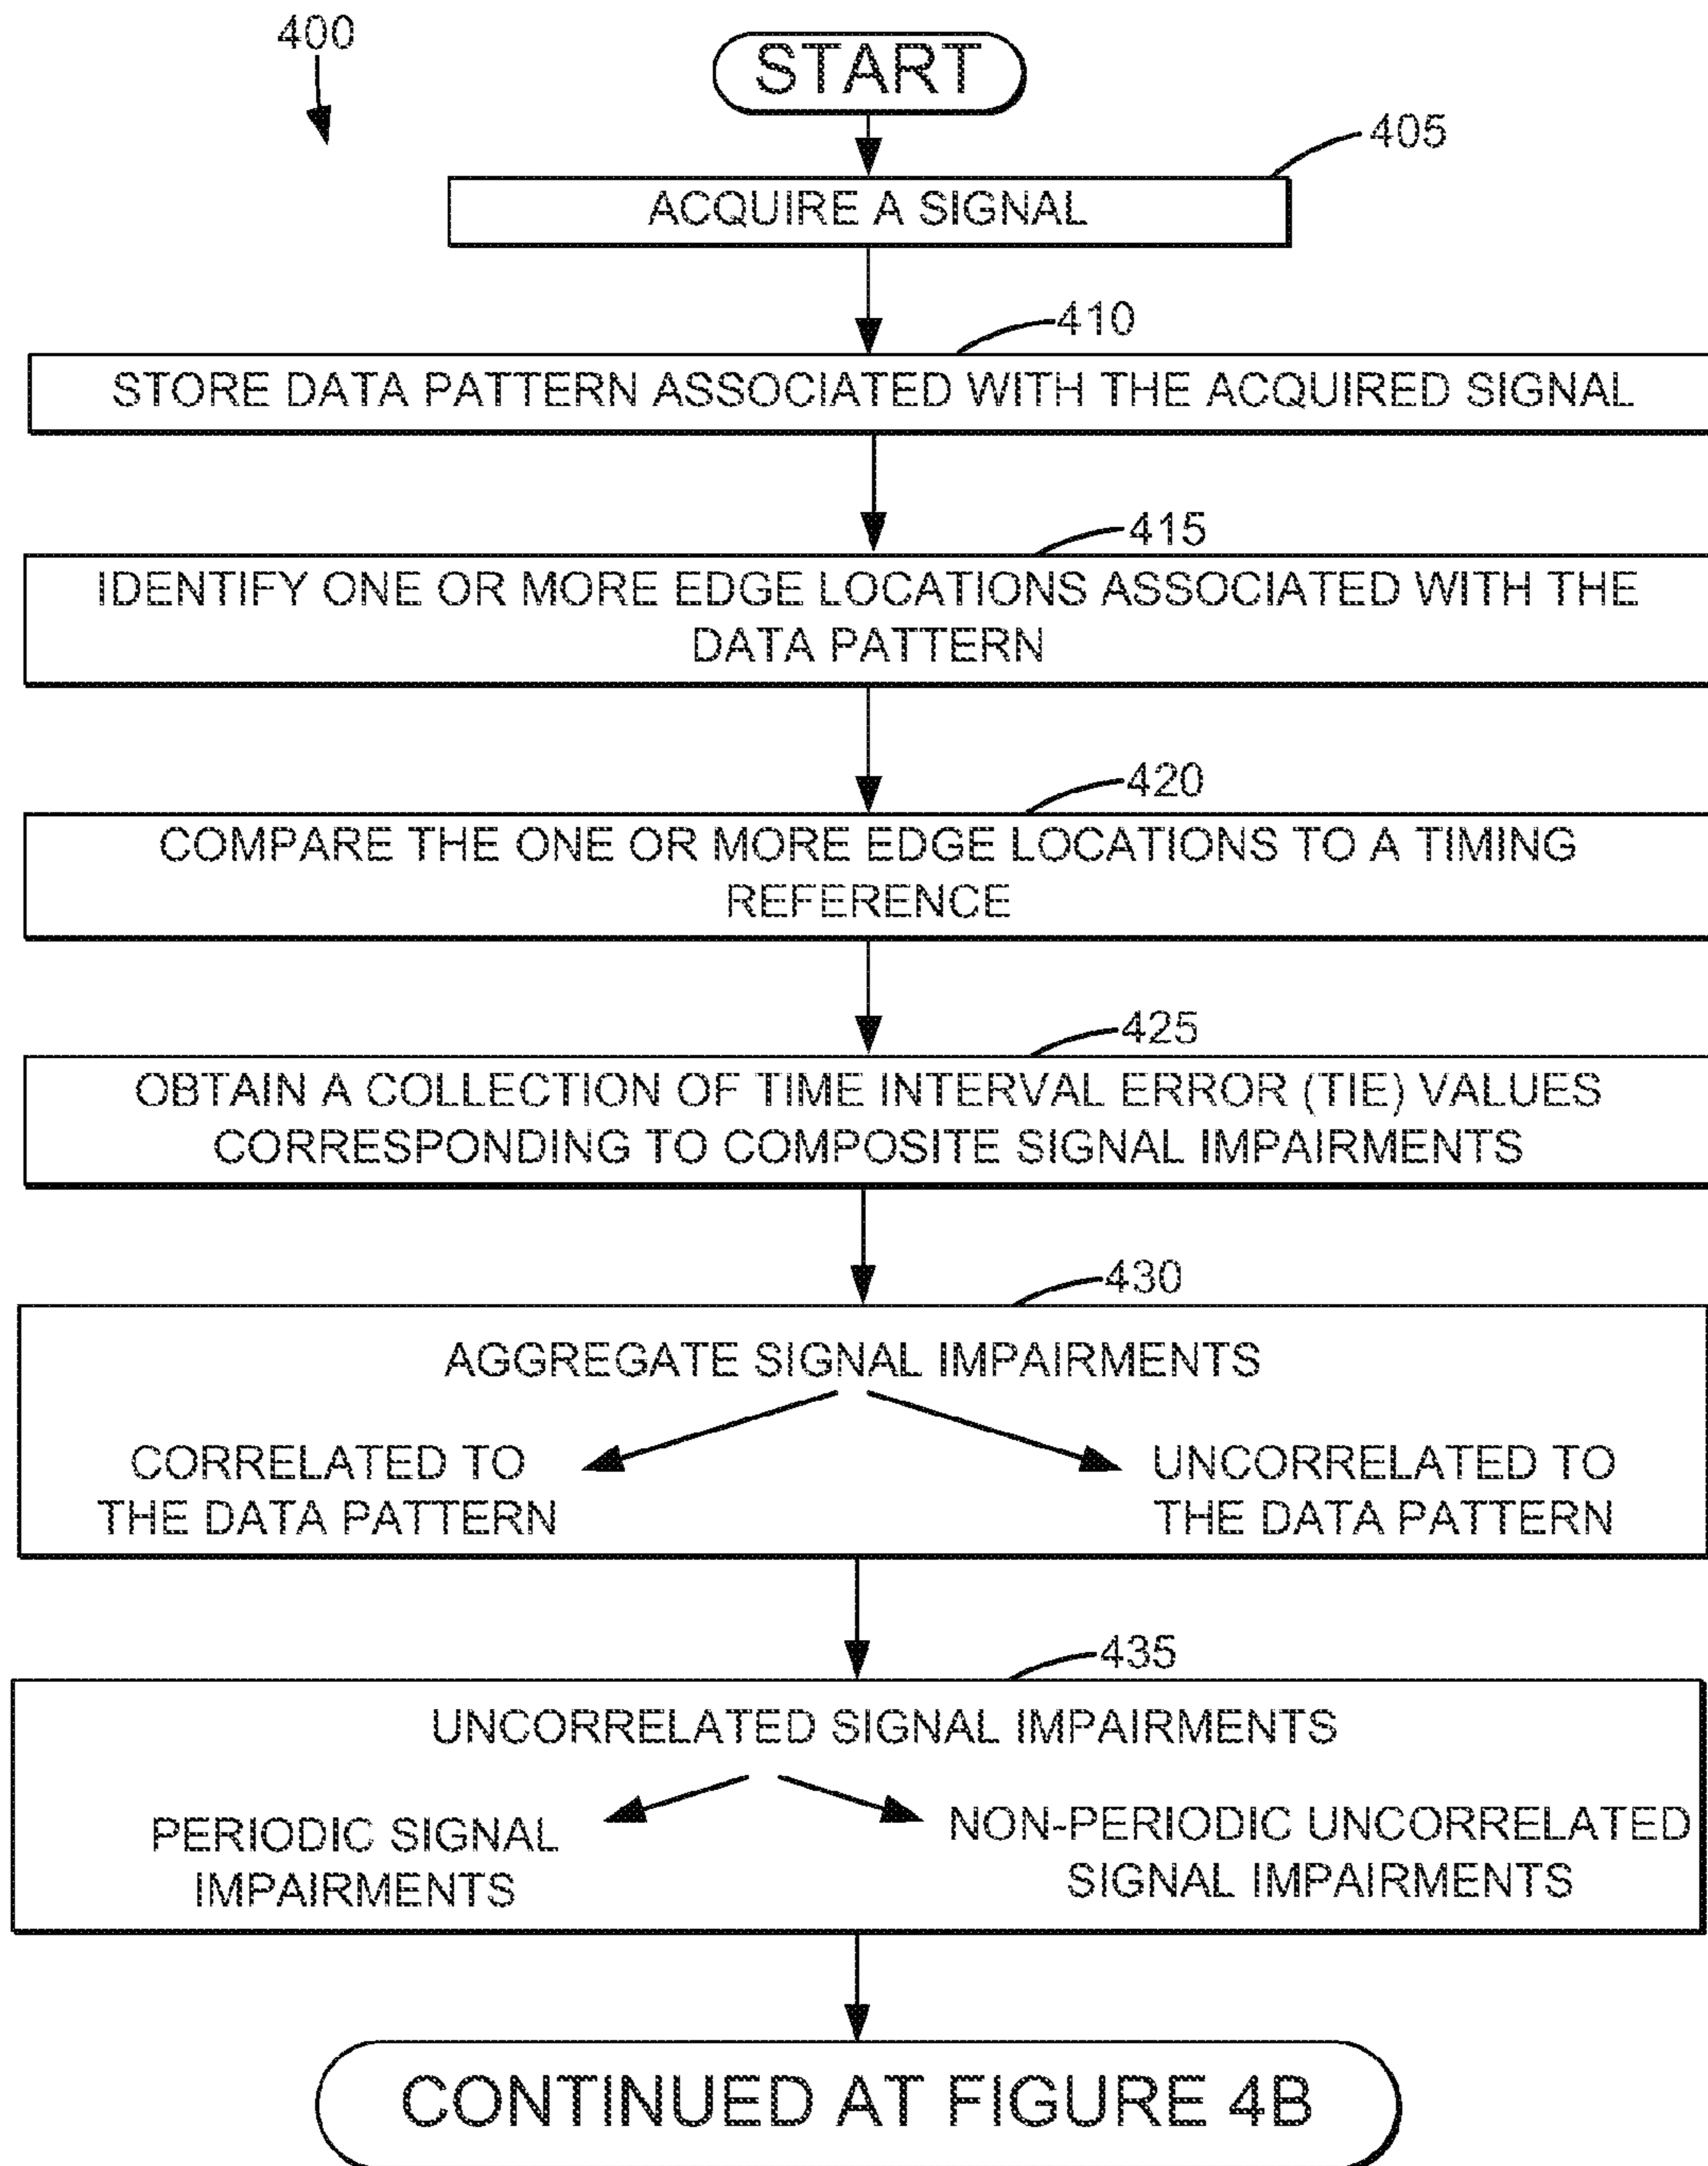 400
START
405
ACQUIRE A SIGNAL
410
STORE DATA PATTERN ASSOCIATED WITH THE ACQUIRED SIGNAL
415
IDENTIFY ONE OR MORE EDGE LOCATIONS ASSOCIATED WITH THE
DATA PATTERN
420
COMPARE THE ONE OR MORE EDGE LOCATIONS TO A TIMING
REFERENCE
425
OBTAIN A COLLECTION OF TIME INTERVAL ERROR (TIE) VALUES
CORRESPONDING TO COMPOSITE SIGNAL IMPAIRMENTS
430
AGGREGATE SIGNAL IMPAIRMENTS
CORRELATED TO
THE DATA PATTERN
UNCORRELATED TO
THE DATA PATTERN
435
UNCORRELATED SIGNAL IMPAIRMENTS
PERIODIC SIGNAL
IMPAIRMENTS
NON-PERIODIC UNCORRELATED
SIGNAL IMPAIRMENTS
CONTINUED AT FIGURE 4B